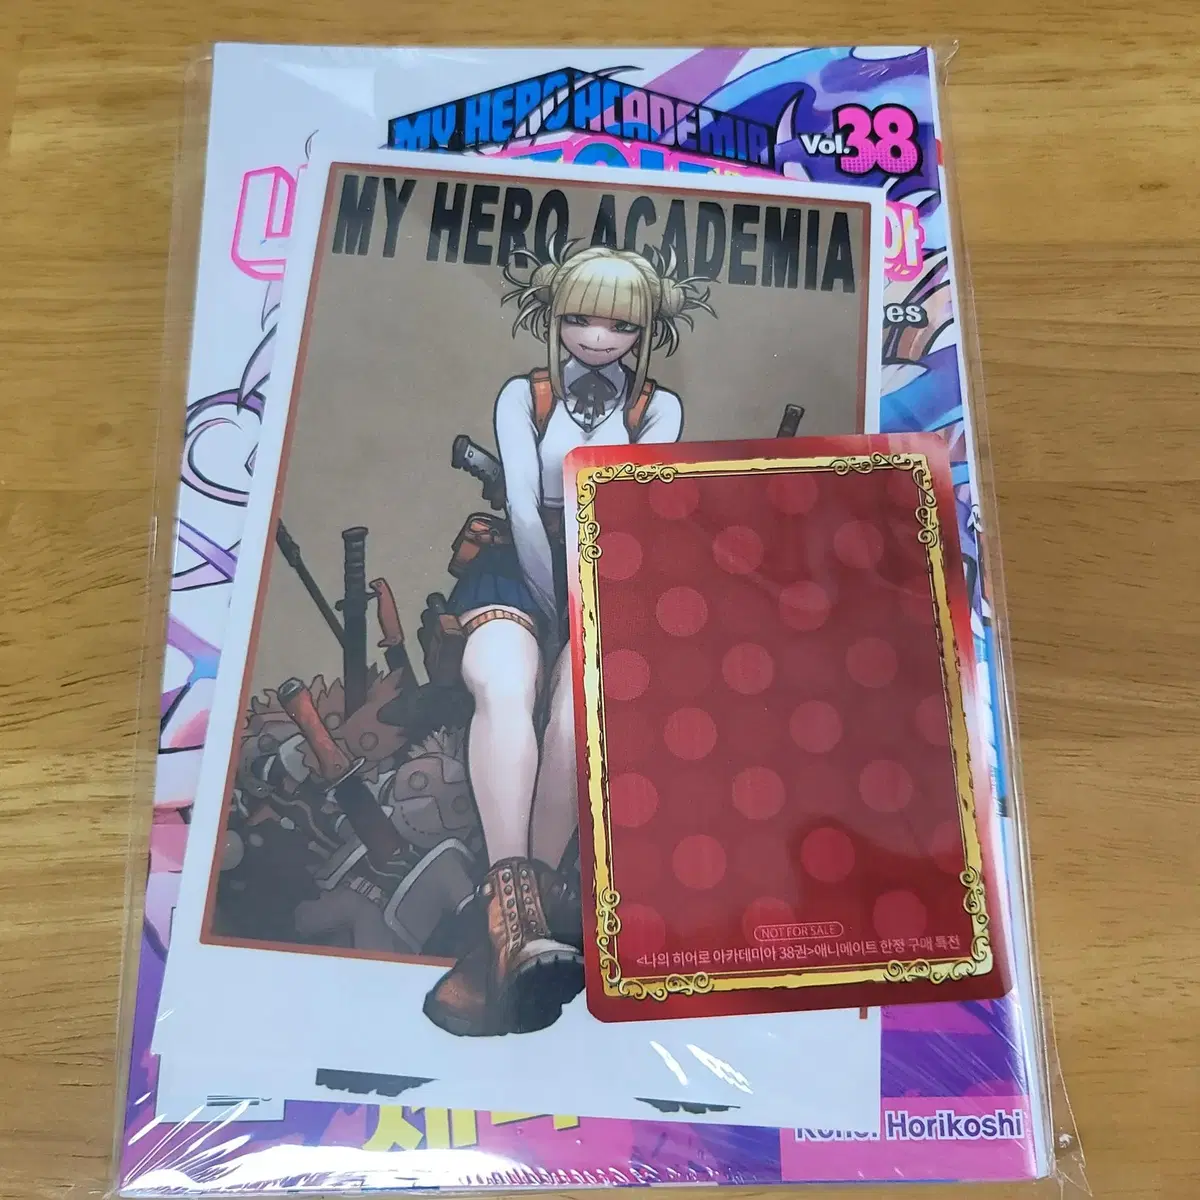 MY HERO ACADEMIA
Vol.38
MY HERO ACADEMIA
아
NOT FOR SALE
<나의 히어로 아카데미아 38권>애니메이트 한정 구매 특전
Horikoshi